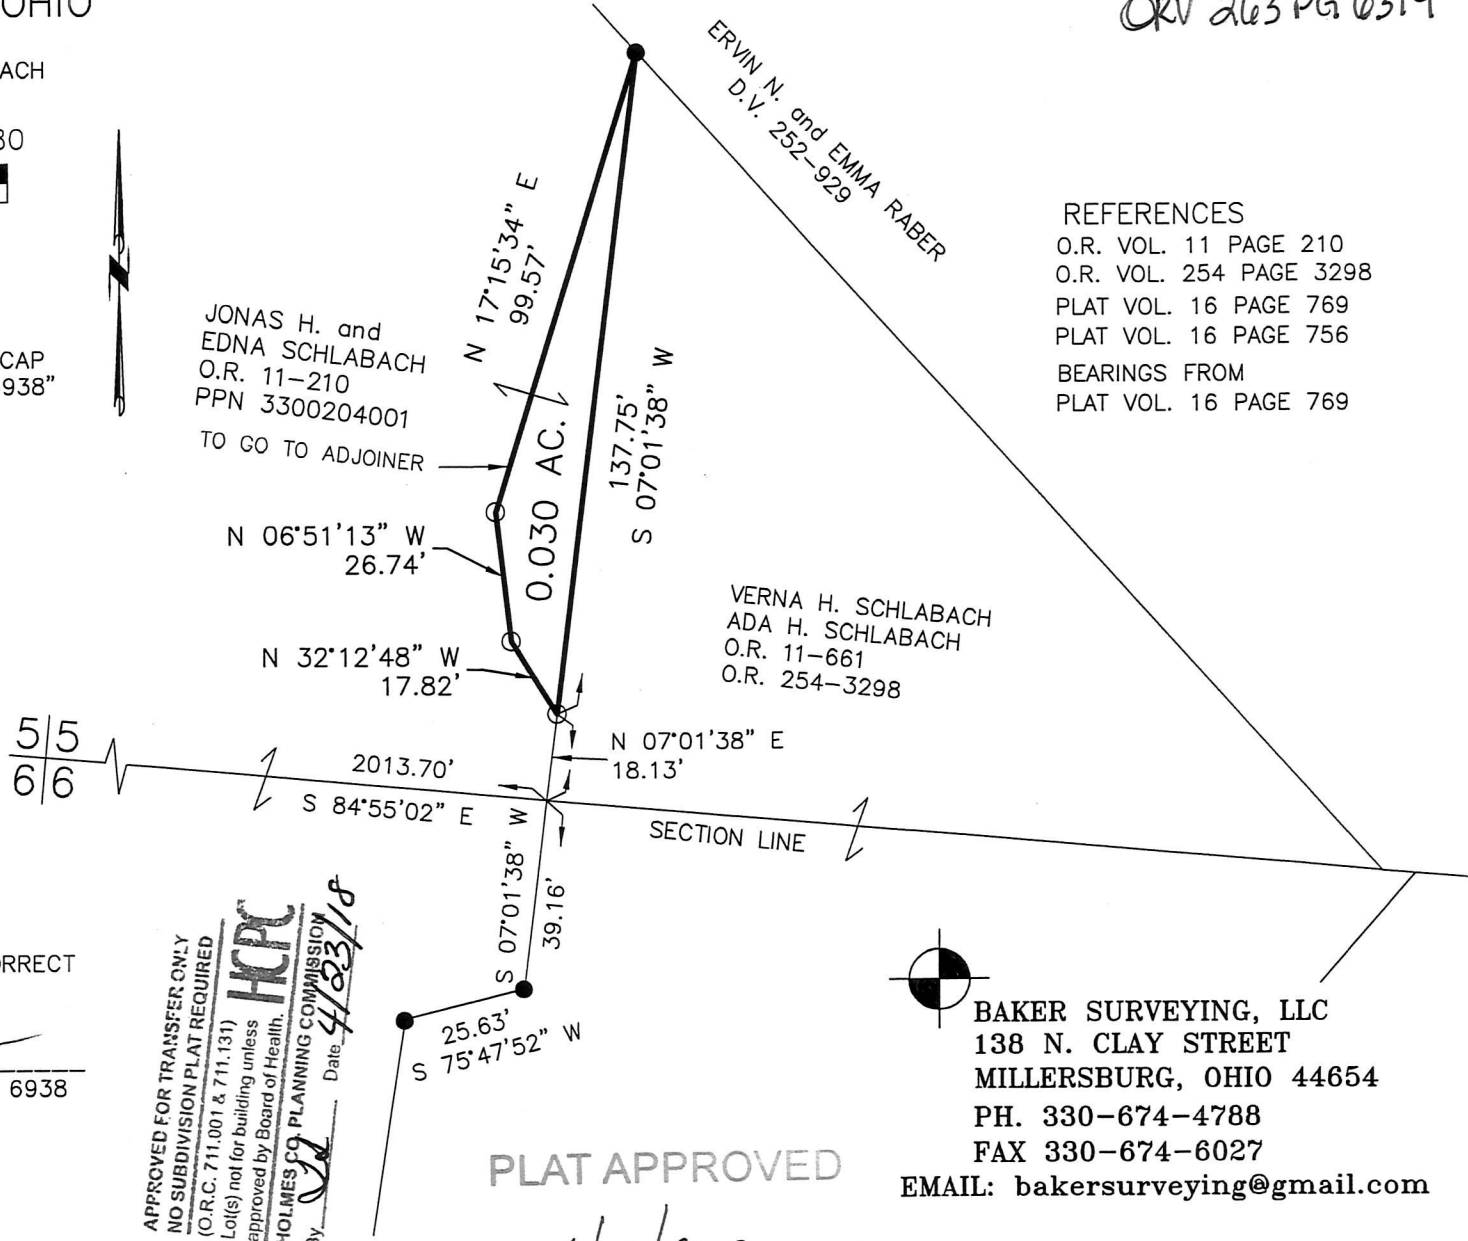 OHIO
ORV 263 PG 6319
ACH
30
CAP
938"
ERVIN N. and EMMA RABER
D.V. 252-929
REFERENCES
O.R. VOL. 11 PAGE 210
O.R. VOL. 254 PAGE 3298
PLAT VOL. 16 PAGE 769
PLAT VOL. 16 PAGE 756
BEARINGS FROM
PLAT VOL. 16 PAGE 769
N 17°15'34" E
99.57'
JONAS H. and
EDNA SCHLABACH
O.R. 11-210
PPN 3300204001
TO GO TO ADJOINER
0.030 AC.
137.75'
S 07°01'38" W
N 06°51'13" W
26.74'
N 32°12'48" W
17.82'
VERNA H. SCHLABACH
ADA H. SCHLABACH
O.R. 11-661
O.R. 254-3298
5 5
6 6
2013.70'
S 84°55'02" E
N 07°01'38" E
18.13'
SECTION LINE
S 07°01'38" W
39.16'
25.63'
S 75°47'52" W
RRECT
6938
APPROVED FOR TRANSFER ONLY
NO SUBDIVISION PLAT REQUIRED
(O.R.C. 711.001 & 711.131)
Lot(s) not for building unless
approved by Board of Health.
HCPC
HOLMES CO. PLANNING COMMISSION
By Date 4/23/18
PLAT APPROVED
BAKER SURVEYING, LLC
138 N. CLAY STREET
MILLERSBURG, OHIO 44654
PH. 330-674-4788
FAX 330-674-6027
EMAIL: bakersurveying@gmail.com